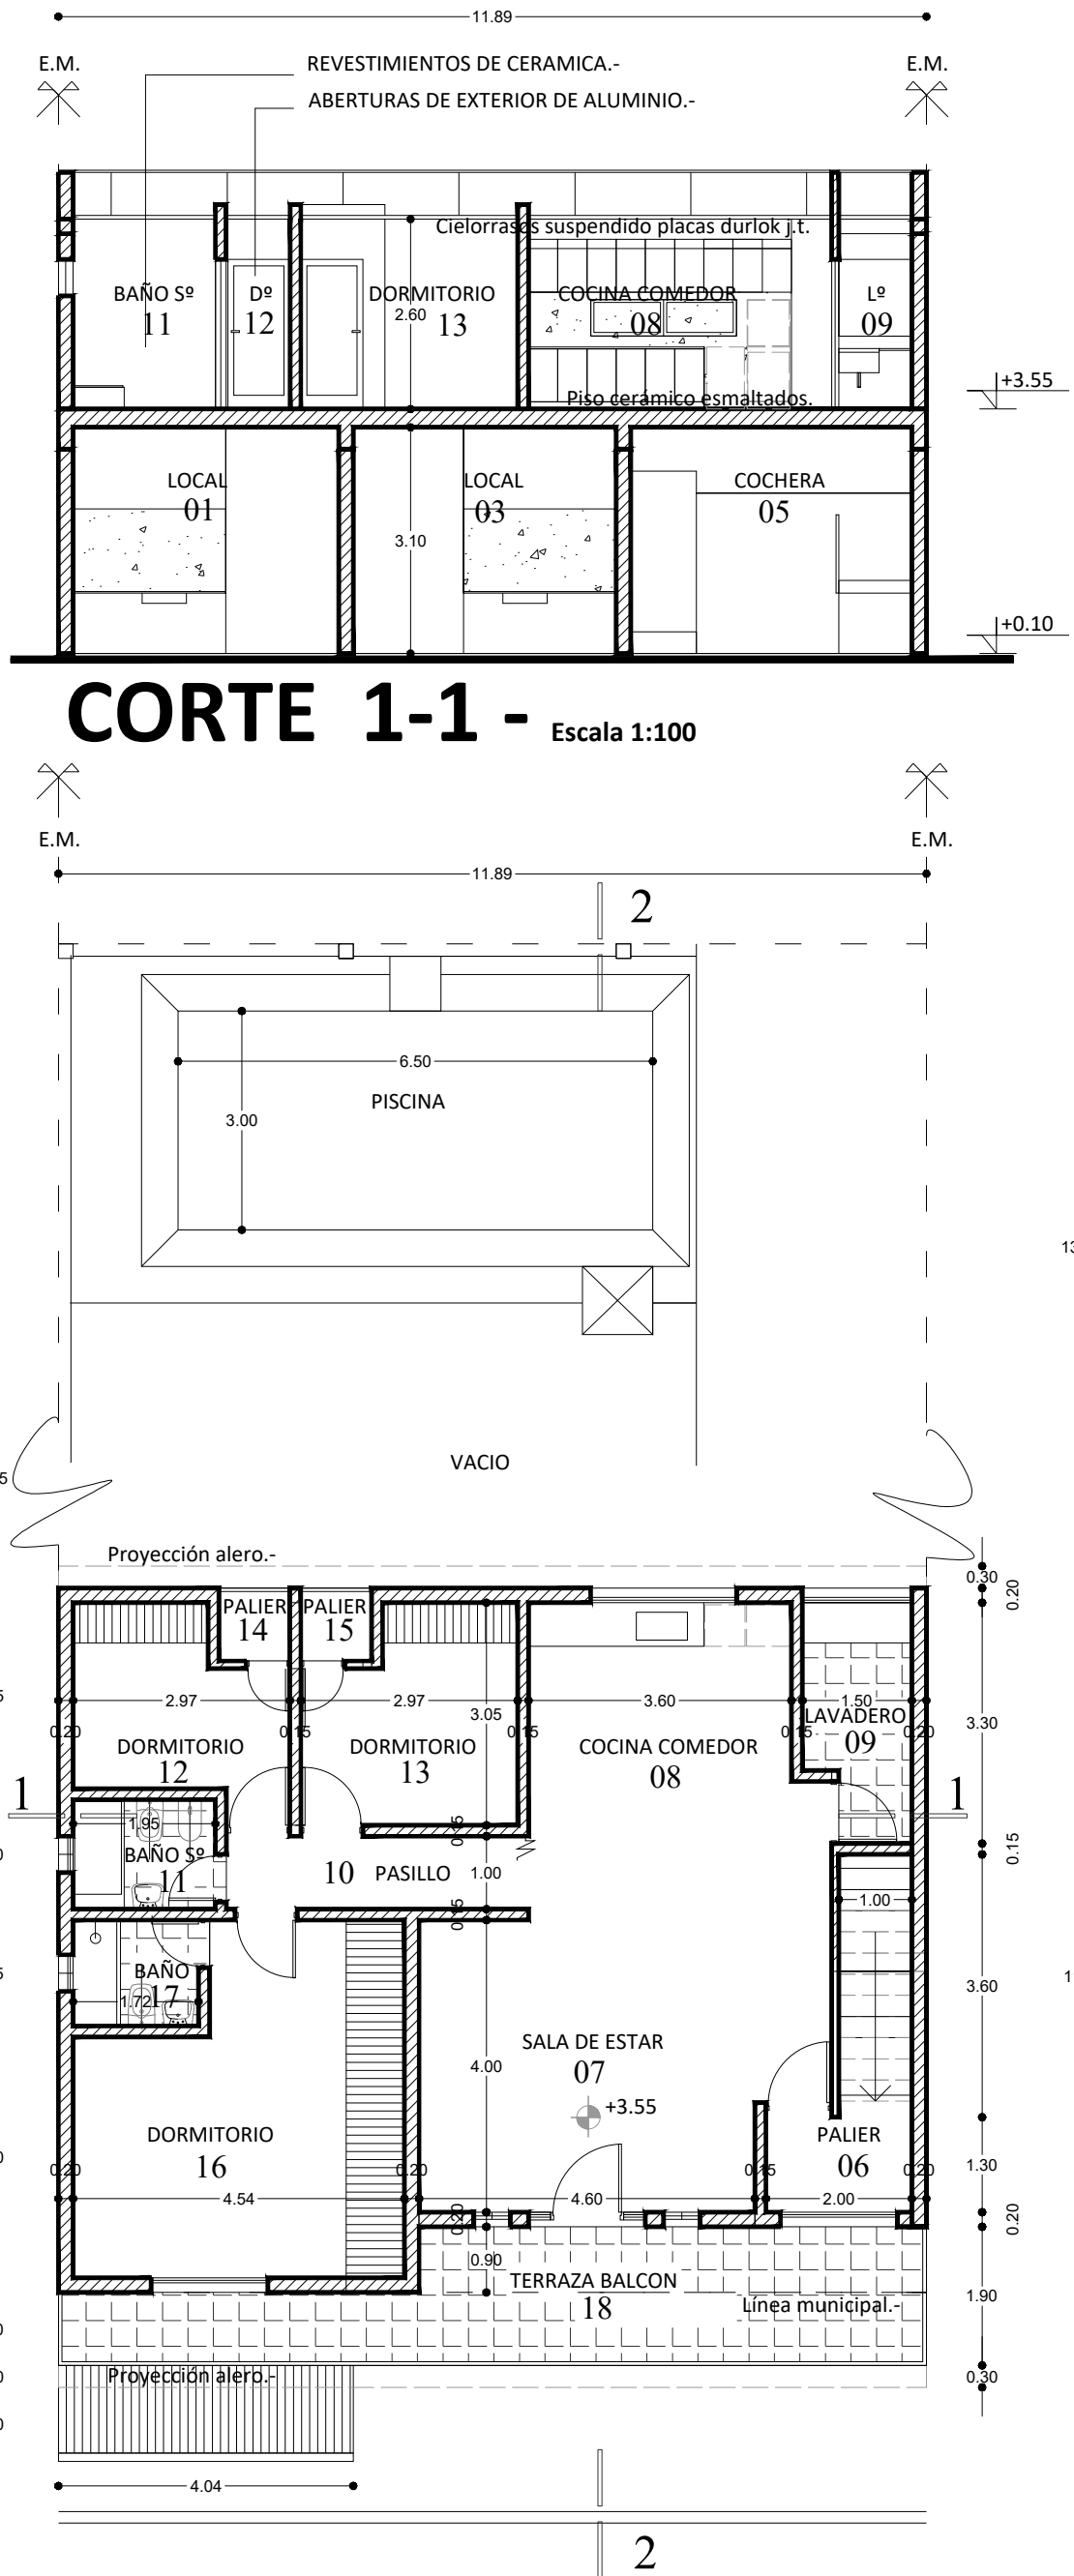 11.89
E.M.
E.M.
REVESTIMIENTOS DE CERAMICA.-
ABERTURAS DE EXTERIOR DE ALUMINIO.-
Cielorrasos suspendido placas durlok j.t.
BAÑO Sº
11
Dº
12
DORMITORIO
13
2.60
COCINA COMEDOR
08
Lº
09
+3.55
Piso cerámico esmaltados.
LOCAL
01
LOCAL
03
COCHERA
05
3.10
+0.10
CORTE 1-1 - Escala 1:100
E.M.
E.M.
11.89
2
6.50
PISCINA
3.00
VACIO
Proyección alero.-
0.30
0.20
PALIER
14
PALIER
15
2.97
2.97
3.05
3.60
1.50
0.20
0.15
0.15
0.15
0.20
3.30
DORMITORIO
12
DORMITORIO
13
COCINA COMEDOR
08
LAVADERO
09
1
1
1.95
BAÑO Sº
11
0.15
10 PASILLO
1.00
0.15
0.15
1.00
BAÑO
17
1.72
3.60
SALA DE ESTAR
07
4.00
+3.55
DORMITORIO
16
PALIER
06
1.30
0.20
0.20
0.15
0.20
4.54
4.60
2.00
0.20
0.20
0.90
TERRAZA BALCON
18
Línea municipal.-
1.90
Proyección alero.-
0.30
4.04
2